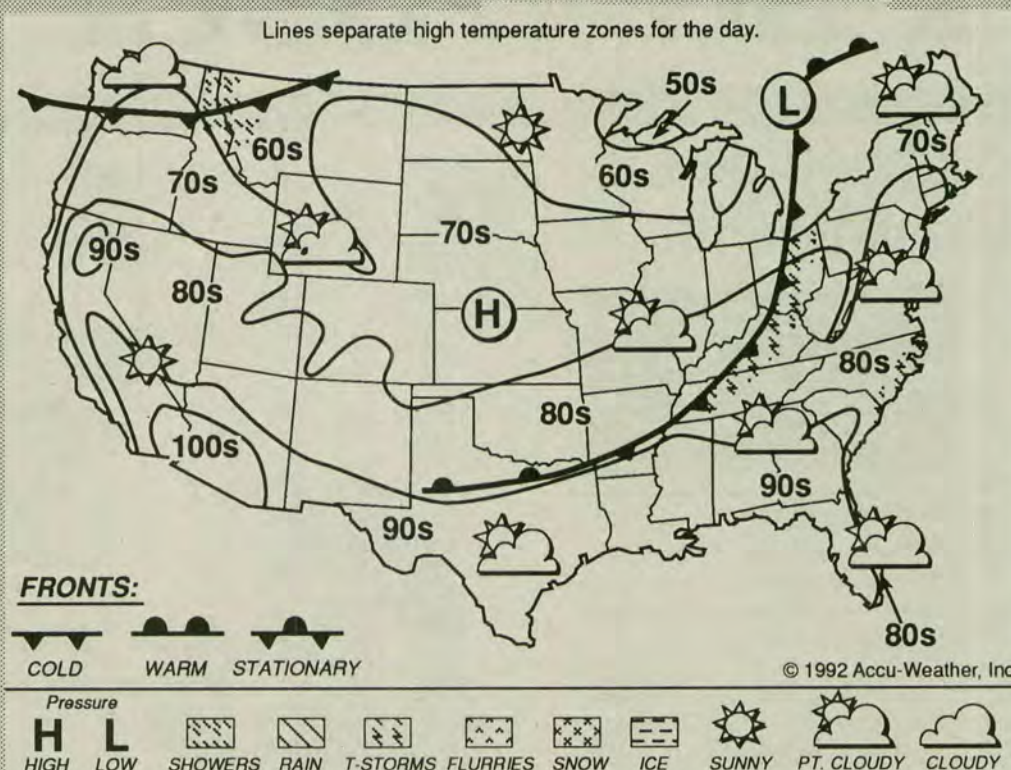 Lines separate high temperature zones for the day.
L
50s
70s
60s
60s
70s
70s
90s
80s
H
80s
80s
100s
90s
90s
80s
FRONTS:
COLD WARM STATIONARY
© 1992 Accu-Weather, Inc
Pressure
H L
HIGH LOW SHOWERS RAIN T-STORMS FLURRIES SNOW ICE SUNNY PT. CLOUDY CLOUDY